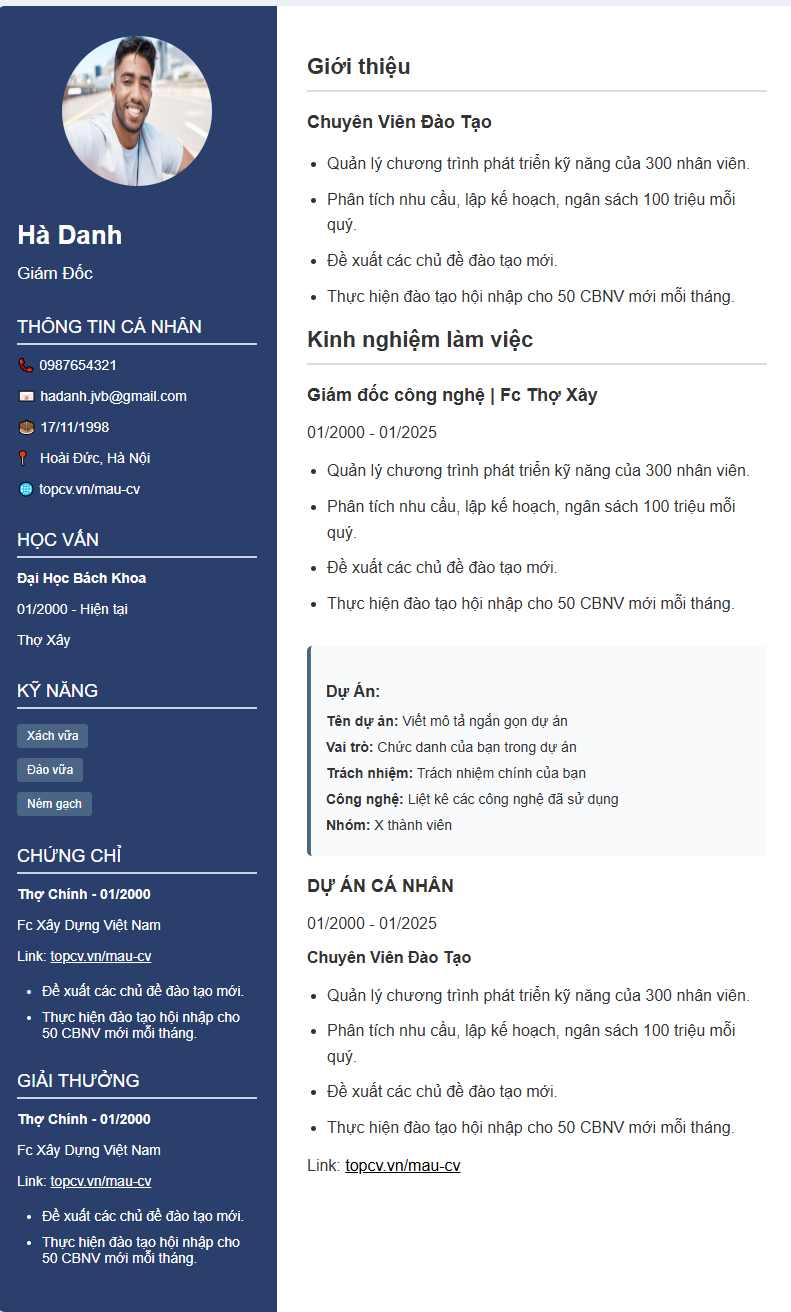 Hà Danh
Giám Đốc
THÔNG TIN CÁ NHÂN
0987654321
hadanh.jvb@gmail.com
17/11/1998
Hoài Đức, Hà Nội
topcv.vn/mau-cv
HỌC VẤN
Đại Học Bách Khoa
01/2000 - Hiện tại
Thợ Xây
KỸ NĂNG
Xách vữa
Đảo vữa
Ném gạch
CHỨNG CHỈ
Thợ Chính - 01/2000
Fc Xây Dựng Việt Nam
Link: topcv.vn/mau-cv
• Đề xuất các chủ đề đào tạo mới.
• Thực hiện đào tạo hội nhập cho
50 CBNV mới mỗi tháng.
GIẢI THƯỞNG
Thợ Chính - 01/2000
Fc Xây Dựng Việt Nam
Link: topcv.vn/mau-cv
• Đề xuất các chủ đề đào tạo mới.
• Thực hiện đào tạo hội nhập cho
50 CBNV mới mỗi tháng.
Giới thiệu
Chuyên Viên Đào Tạo
• Quản lý chương trình phát triển kỹ năng của 300 nhân viên.
• Phân tích nhu cầu, lập kế hoạch, ngân sách 100 triệu mỗi
quý.
• Đề xuất các chủ đề đào tạo mới.
• Thực hiện đào tạo hội nhập cho 50 CBNV mới mỗi tháng.
Kinh nghiệm làm việc
Giám đốc công nghệ | Fc Thợ Xây
01/2000 - 01/2025
• Quản lý chương trình phát triển kỹ năng của 300 nhân viên.
• Phân tích nhu cầu, lập kế hoạch, ngân sách 100 triệu mỗi
quý.
• Đề xuất các chủ đề đào tạo mới.
• Thực hiện đào tạo hội nhập cho 50 CBNV mới mỗi tháng.
Dự Án:
Tên dự án: Viết mô tả ngắn gọn dự án
Vai trò: Chức danh của bạn trong dự án
Trách nhiệm: Trách nhiệm chính của bạn
Công nghệ: Liệt kê các công nghệ đã sử dụng
Nhóm: X thành viên
DỰ ÁN CÁ NHÂN
01/2000 - 01/2025
Chuyên Viên Đào Tạo
• Quản lý chương trình phát triển kỹ năng của 300 nhân viên.
• Phân tích nhu cầu, lập kế hoạch, ngân sách 100 triệu mỗi
quý.
• Đề xuất các chủ đề đào tạo mới.
• Thực hiện đào tạo hội nhập cho 50 CBNV mới mỗi tháng.
Link: topcv.vn/mau-cv